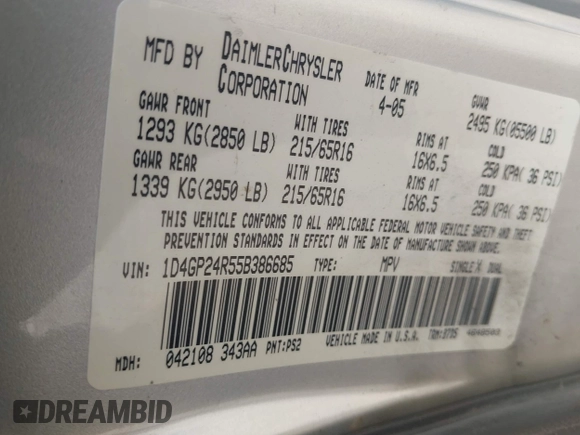 MFD BY DAIMLERCHRYSLER CORPORATION DATE OF MFR 4-05 GVWR 2495 KG(05500 LB)
GAWR FRONT WITH TIRES RIMS AT COLD
1293 KG(2850 LB) 215/65R16 16X6.5 250 KPA( 36 PSI)
GAWR REAR WITH TIRES RIMS AT COLD
1339 KG(2950 LB) 215/65R16 16X6.5 250 KPA( 36 PSI)
THIS VEHICLE CONFORMS TO ALL APPLICABLE FEDERAL MOTOR VEHICLE SAFETY AND THEFT
PREVENTION STANDARDS IN EFFECT ON THE DATE OF MANUFACTURE SHOWN ABOVE.
VIN: 1D4GP24R55B386685 TYPE: MPV SINGLE X DUAL
MDH: 042108 343AA PNT:PS2 VEHICLE MADE IN U.S.A.
DREAMBID